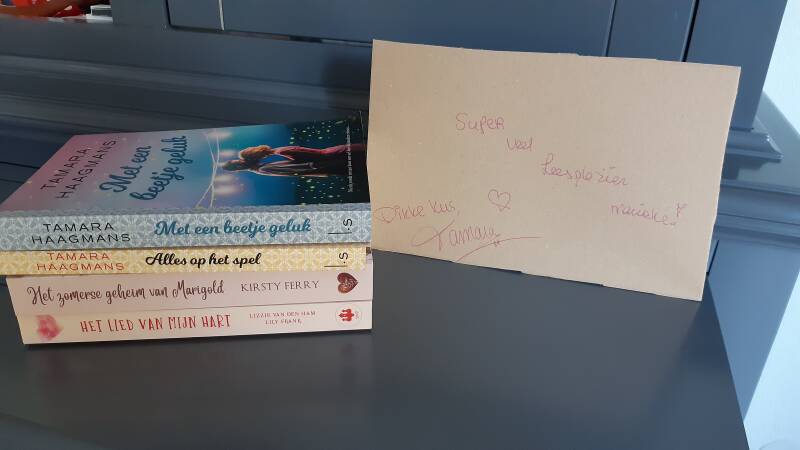 TAMARA
HAAGMANS
Met een
beetje geluk
TAMARA
HAAGMANS
Met een beetje geluk
L.S
TAMARA
HAAGMANS
Alles op het spel
L.S
Het zomerse geheim van Marigold KIRSTY FERRY
HET LIED VAN MIJN HART
LIZZIE VAN DEN HAM
LILY FRANK
Super
veel
Leesplezier
Marieke!
Dikke kus,
Tamara